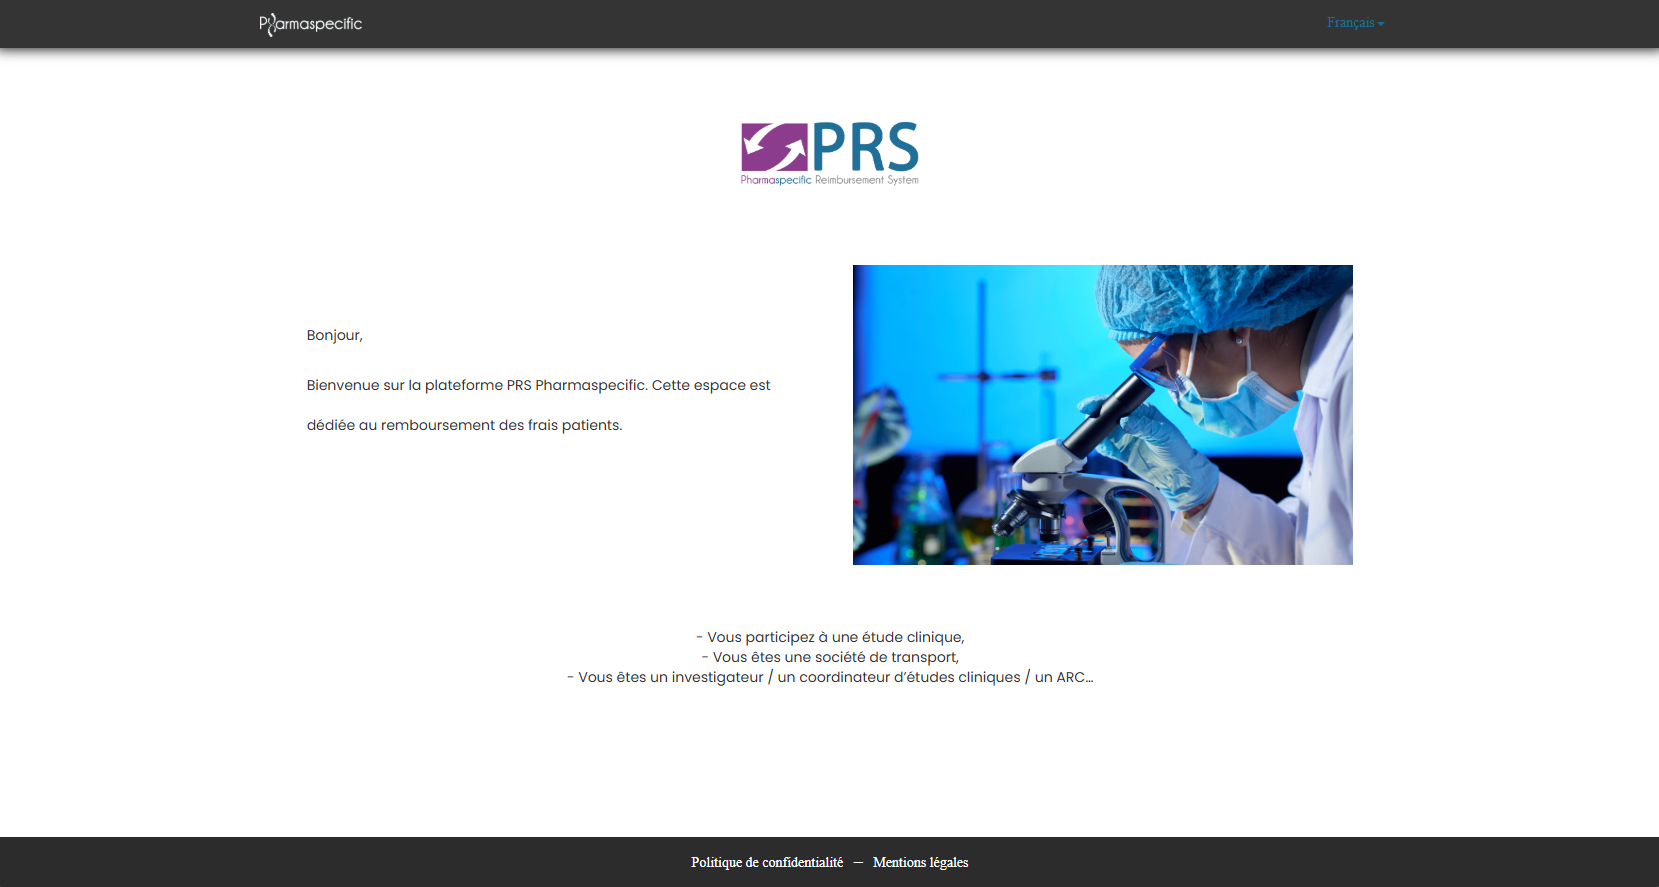 Pharmaspecific
Français
PRS
Pharmaspecific Reimbursement System
Bonjour,
Bienvenue sur la plateforme PRS Pharmaspecific. Cette espace est
dédiée au remboursement des frais patients.
- Vous participez à une étude clinique,
- Vous êtes une société de transport,
- Vous êtes un investigateur / un coordinateur d’études cliniques / un ARC...
Politique de confidentialité — Mentions légales